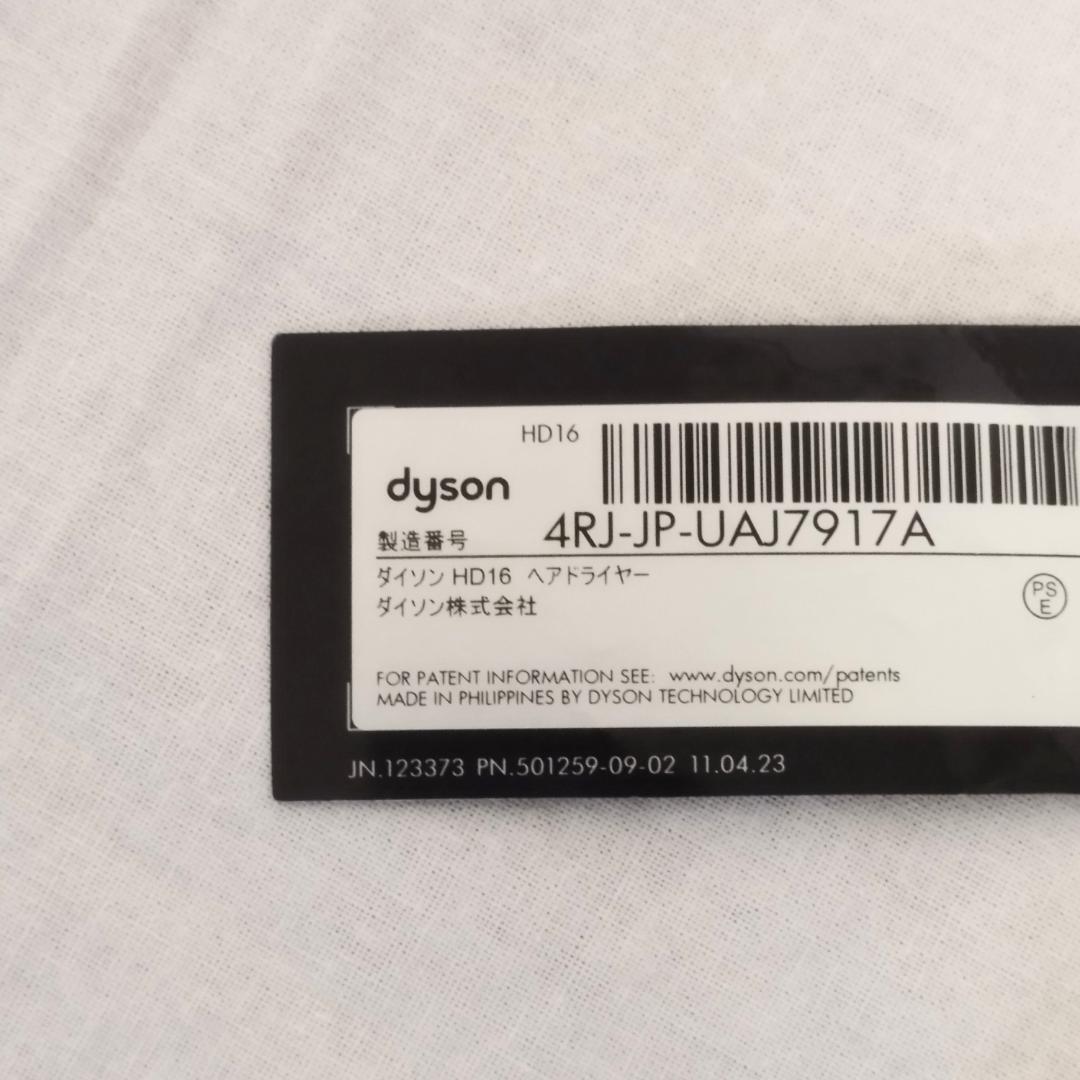 HD16
dyson
製造番号 4RJ-JP-UAJ7917A
ダイソン HD16 ヘアドライヤー
ダイソン株式会社
PS
E
FOR PATENT INFORMATION SEE: www.dyson.com/patents
MADE IN PHILIPPINES BY DYSON TECHNOLOGY LIMITED
JN.123373 PN.501259-09-02 11.04.23